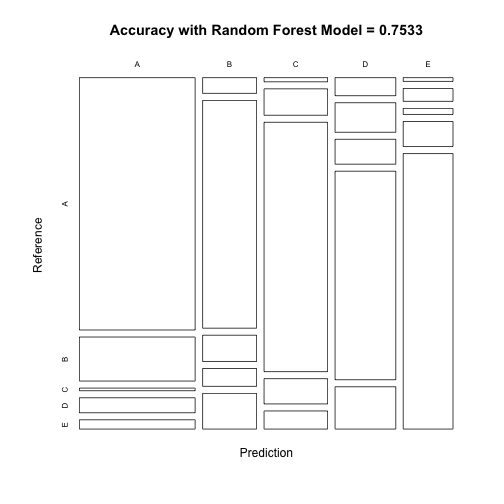 Accuracy with Random Forest Model = 0.7533
A B C D E
A
B
C
D
E
Reference
Prediction